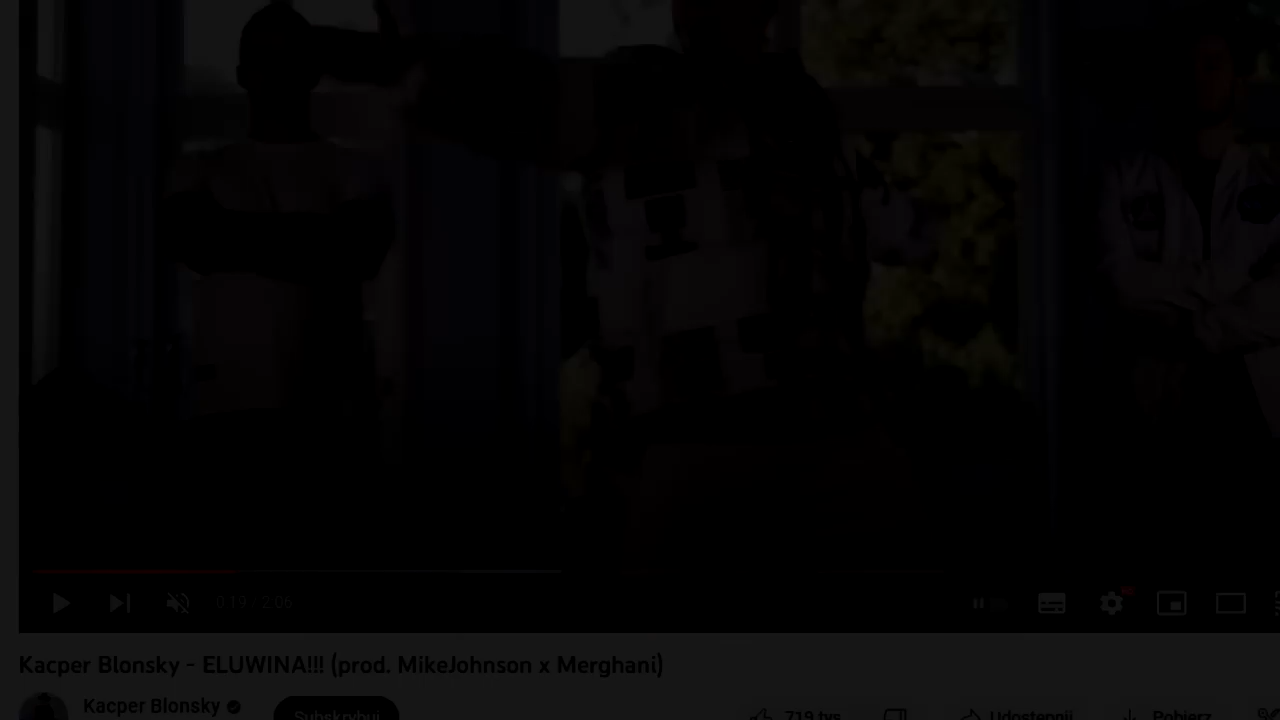 0:19 / 2:05
Kacper Blonsky - ELUWINA!!! (prod. MikeJohnson x Merghani)
Kacper Blonsky
Subskrybuj
719 tys.
Udostępnij
Pobierz